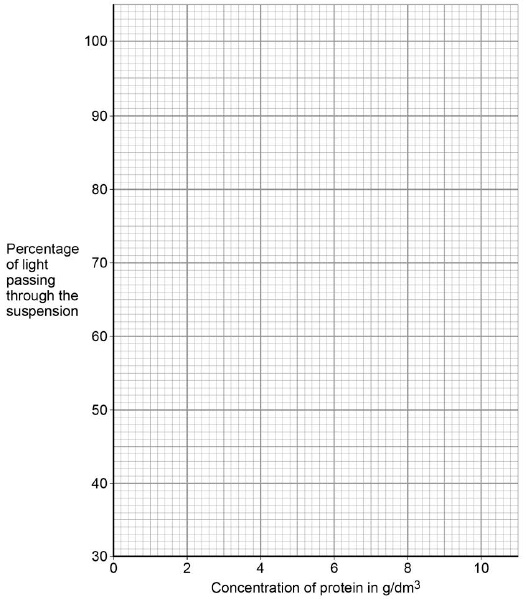 100
90
80
Percentage
of light
passing
through the
suspension
70
60
50
40
30
0 2 4 6 8 10
Concentration of protein in g/dm³